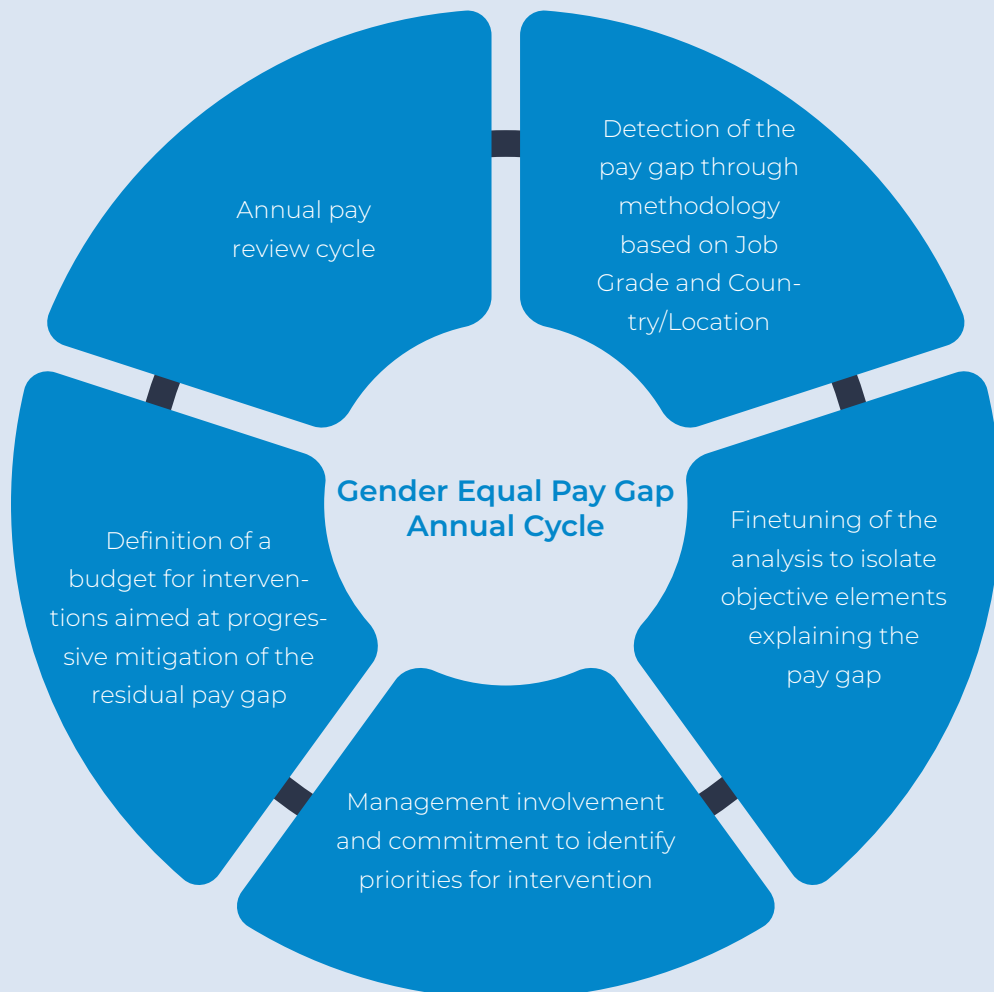 Detection of the
pay gap through
methodology
based on Job
Grade and Coun-
try/Location
Annual pay
review cycle
Gender Equal Pay Gap
Annual Cycle
Finetuning of the
analysis to isolate
objective elements
explaining the
pay gap
Definition of a
budget for interven-
tions aimed at progres-
sive mitigation of the
residual pay gap
Management involvement
and commitment to identify
priorities for intervention